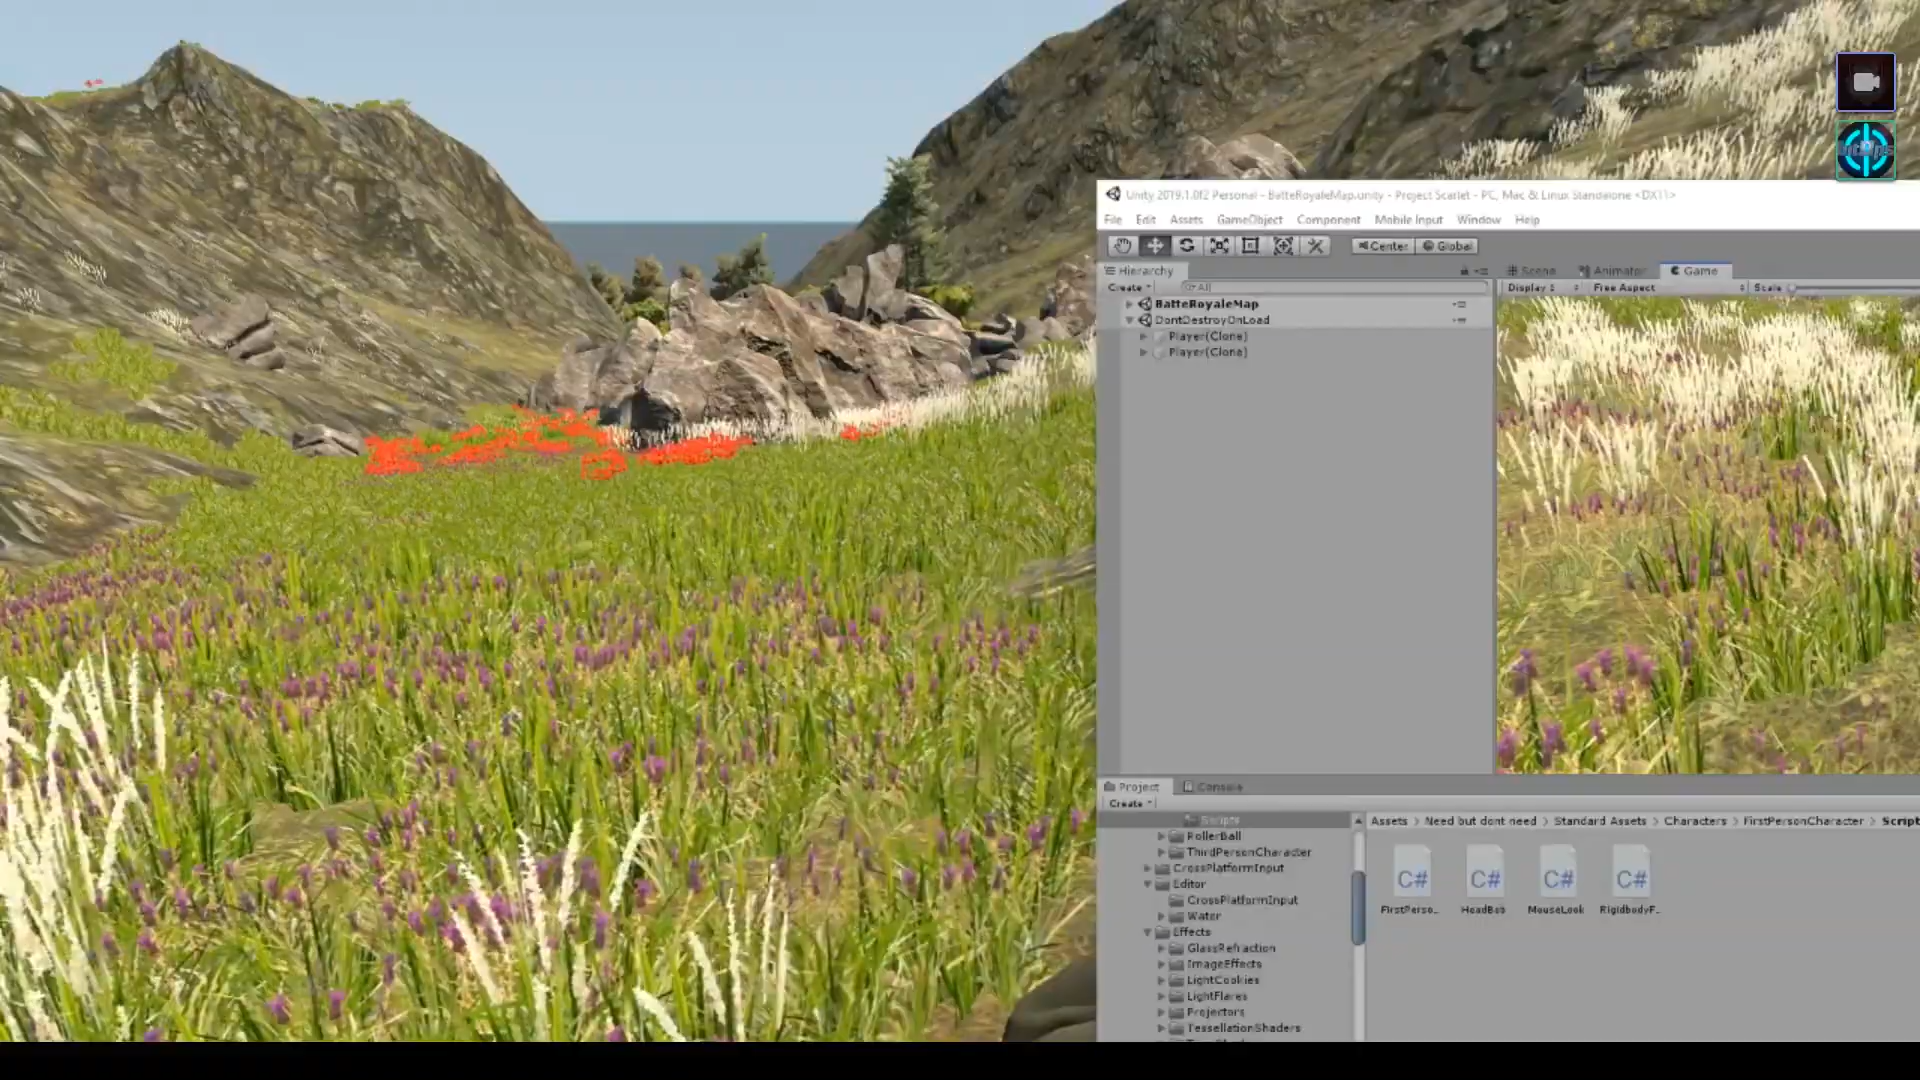 Unity 2019.1.0f2 Personal - BatteRoyaleMap.unity - Project Scarlet - PC, Mac & Linux Standalone <DX11>
File Edit Assets GameObject Component Mobile Input Window Help
Center Global
Hierarchy
Create All
BatteRoyaleMap
DontDestroyOnLoad
Player(Clone)
Player(Clone)
Scene Animator Game
Display Free Aspect Scale
Project Console
Create
Scripts
RollerBall
ThirdPersonCharacter
CrossPlatformInput
Editor
CrossPlatformInput
Water
Effects
GlassRefraction
ImageEffects
LightCookies
LightFlares
Projectors
TessellationShaders
Assets > Need but dont need > Standard Assets > Characters > FirstPersonCharacter > Script
C# C# C# C#
FirstPerso... HeadBob MouseLook RigidbodyF...